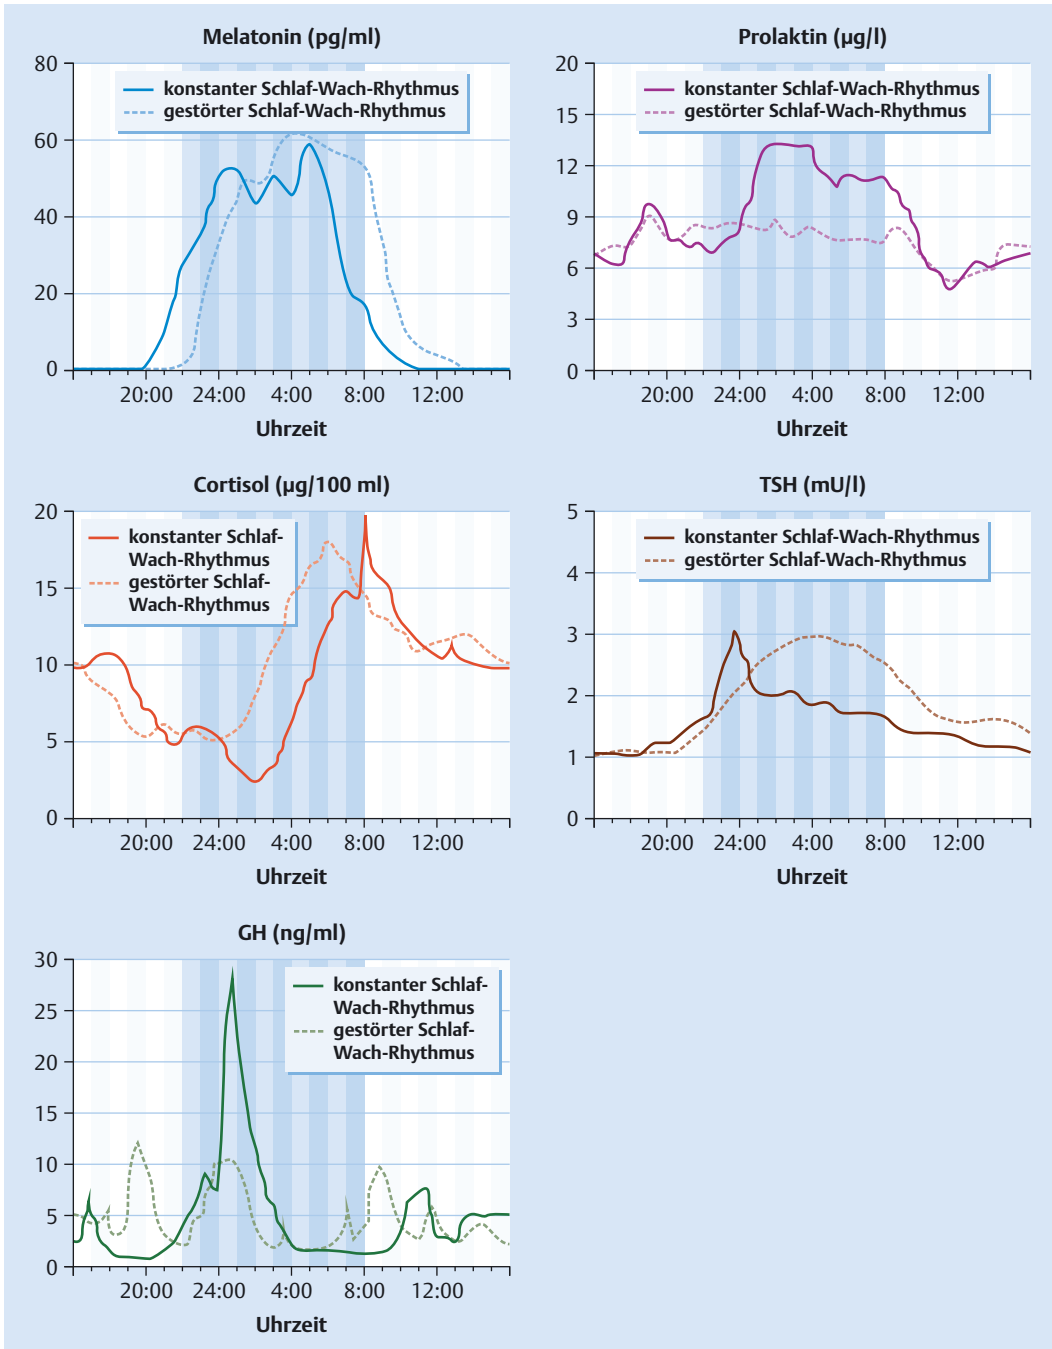 Melatonin (pg/ml)
80
60
40
20
0
konstanter Schlaf-Wach-Rhythmus
gestörter Schlaf-Wach-Rhythmus
20:00 24:00 4:00 8:00 12:00
Uhrzeit
Prolaktin (µg/l)
20
15
12
9
6
3
0
konstanter Schlaf-Wach-Rhythmus
gestörter Schlaf-Wach-Rhythmus
20:00 24:00 4:00 8:00 12:00
Uhrzeit
Cortisol (µg/100 ml)
20
15
10
5
0
konstanter Schlaf-
Wach-Rhythmus
gestörter Schlaf-
Wach-Rhythmus
20:00 24:00 4:00 8:00 12:00
Uhrzeit
TSH (mU/l)
5
4
3
2
1
0
konstanter Schlaf-Wach-Rhythmus
gestörter Schlaf-Wach-Rhythmus
20:00 24:00 4:00 8:00 12:00
Uhrzeit
GH (ng/ml)
30
25
20
15
10
5
0
konstanter Schlaf-
Wach-Rhythmus
gestörter Schlaf-
Wach-Rhythmus
20:00 24:00 4:00 8:00 12:00
Uhrzeit